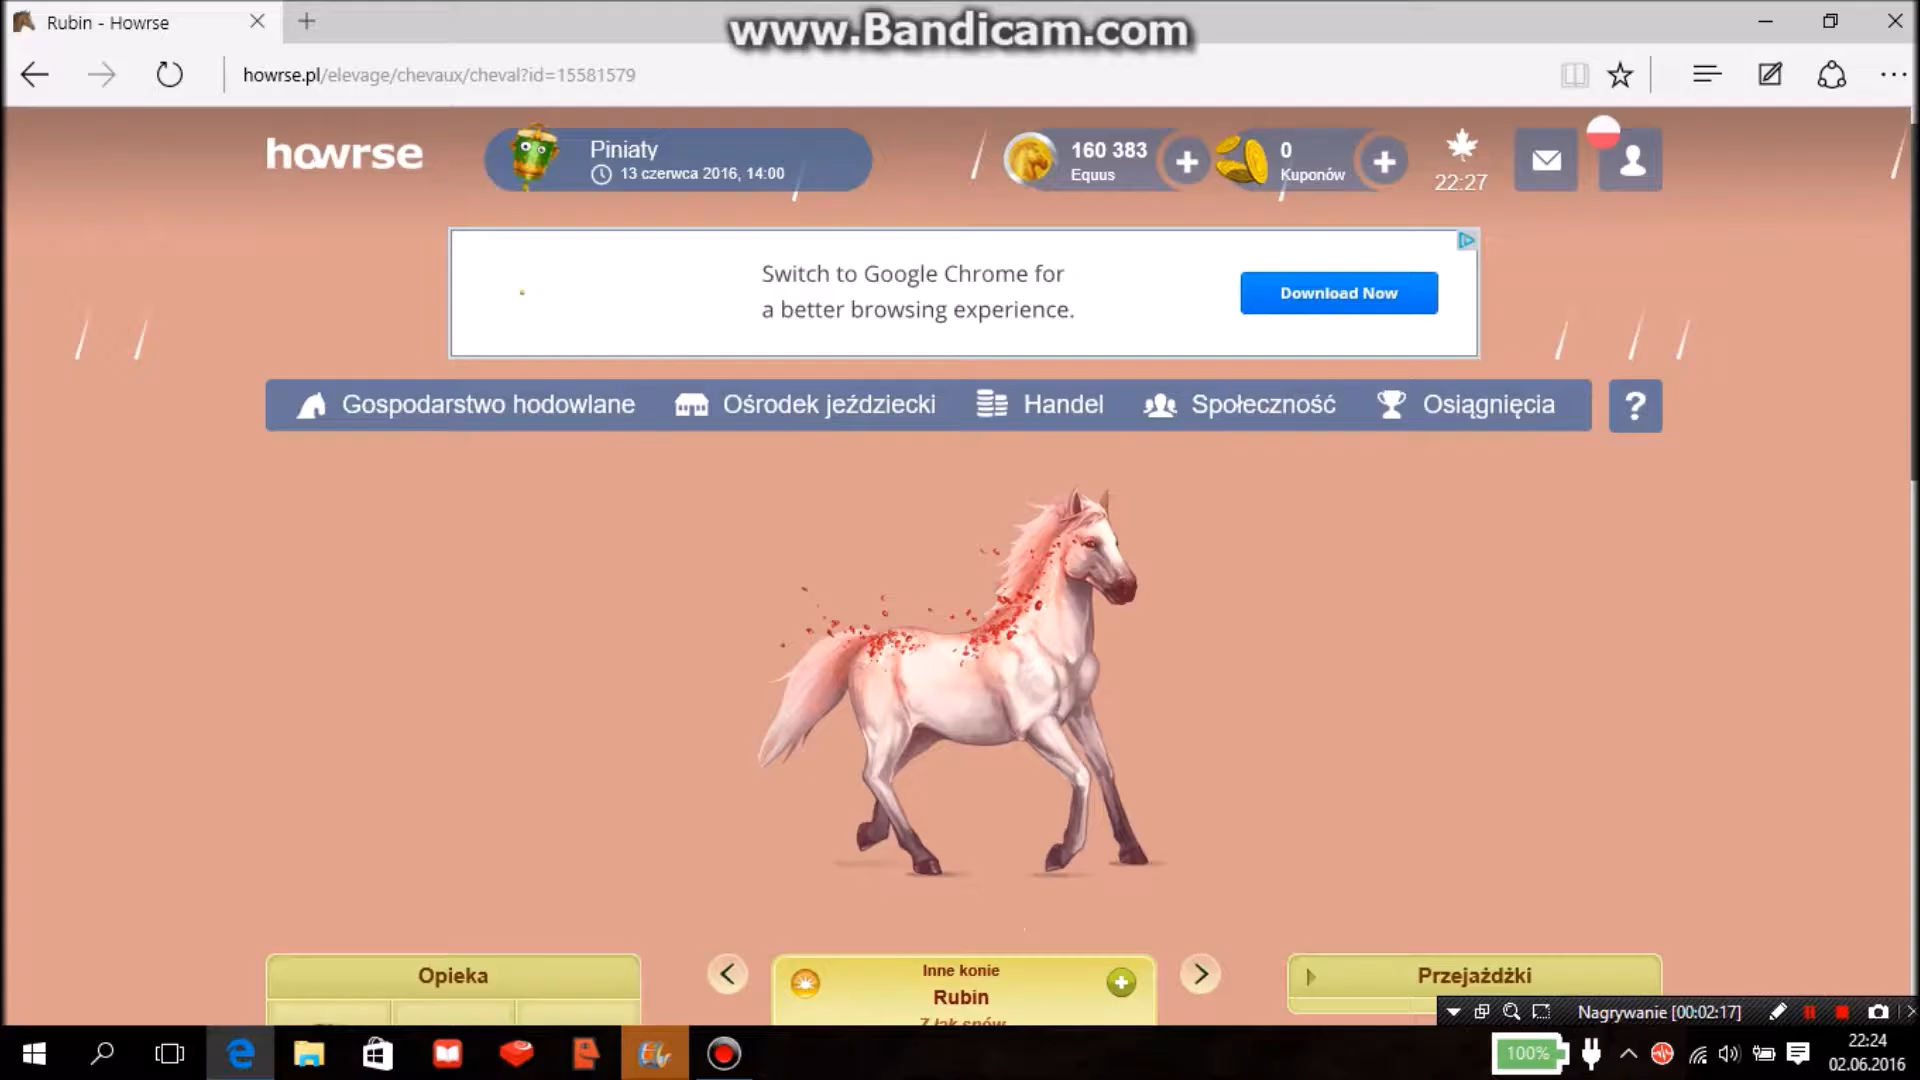 www.Bandicam.com
Rubin - Howrse
howrse.pl/elevage/chevaux/cheval?id=15581579
howrse
Piniaty
13 czerwca 2016, 14:00
160 383
Equus
0
Kuponów
22:27
Switch to Google Chrome for
a better browsing experience.
Download Now
Gospodarstwo hodowlane
Ośrodek jeździecki
Handel
Społeczność
Osiągnięcia
?
Opieka
Inne konie
Rubin
Z łąk snów
Przejażdżki
Nagrywanie [00:02:17]
100%
22:24
02.06.2016